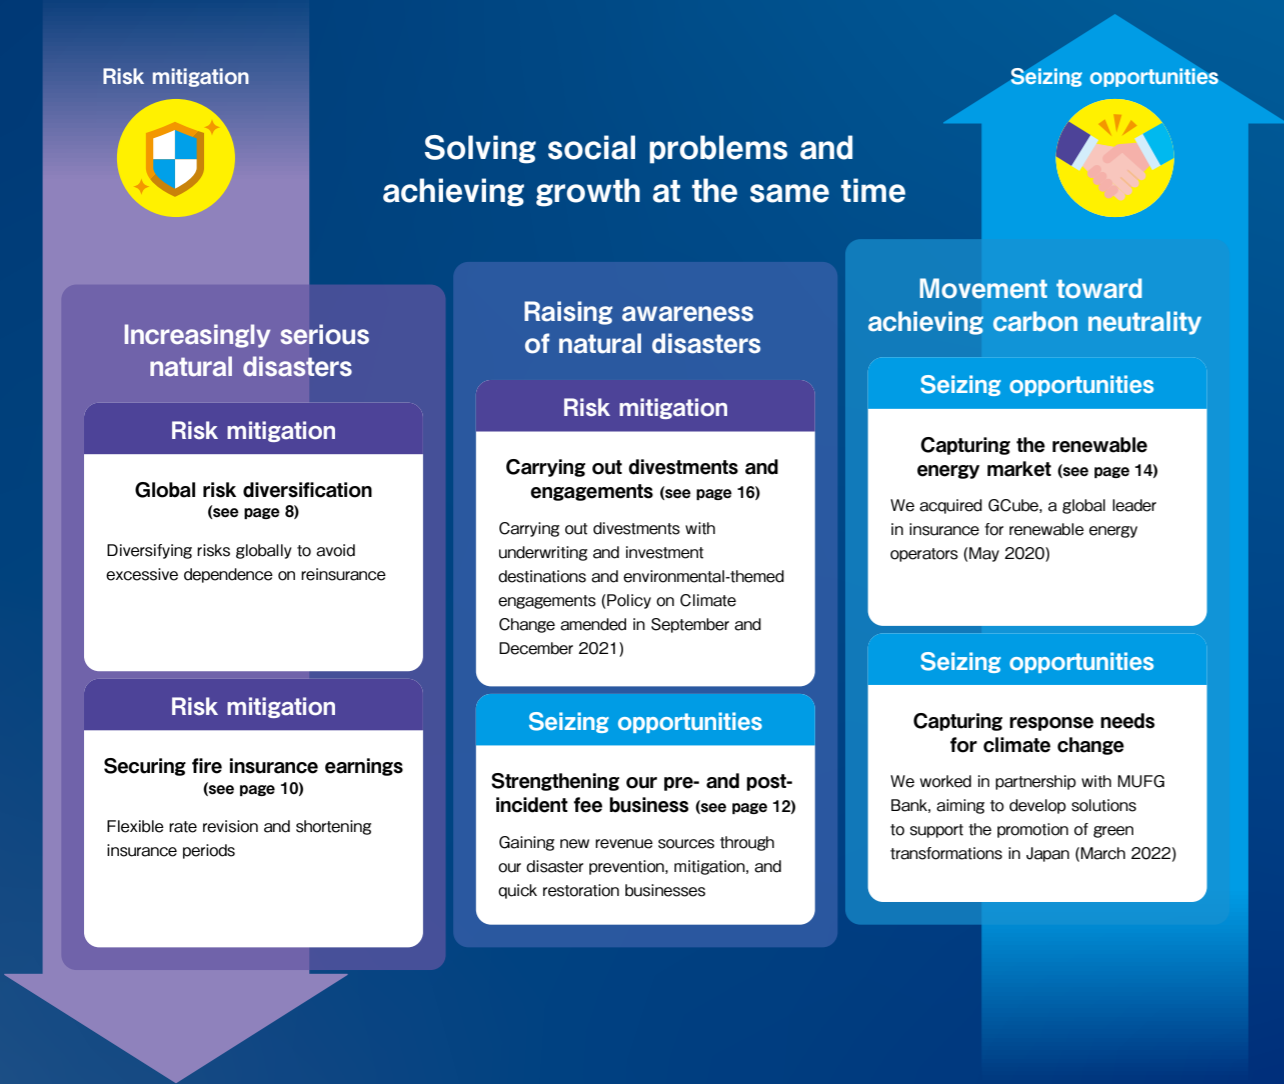 Risk mitigation
Seizing opportunities
Solving social problems and
achieving growth at the same time
Increasingly serious
natural disasters
Risk mitigation
Global risk diversification
(see page 8)
Diversifying risks globally to avoid
excessive dependence on reinsurance
Risk mitigation
Securing fire insurance earnings
(see page 10)
Flexible rate revision and shortening
insurance periods
Raising awareness
of natural disasters
Risk mitigation
Carrying out divestments and
engagements (see page 16)
Carrying out divestments with
underwriting and investment
destinations and environmental-themed
engagements (Policy on Climate
Change amended in September and
December 2021)
Seizing opportunities
Strengthening our pre- and post-
incident fee business (see page 12)
Gaining new revenue sources through
our disaster prevention, mitigation, and
quick restoration businesses
Movement toward
achieving carbon neutrality
Seizing opportunities
Capturing the renewable
energy market (see page 14)
We acquired GCube, a global leader
in insurance for renewable energy
operators (May 2020)
Seizing opportunities
Capturing response needs
for climate change
We worked in partnership with MUFG
Bank, aiming to develop solutions
to support the promotion of green
transformations in Japan (March 2022)